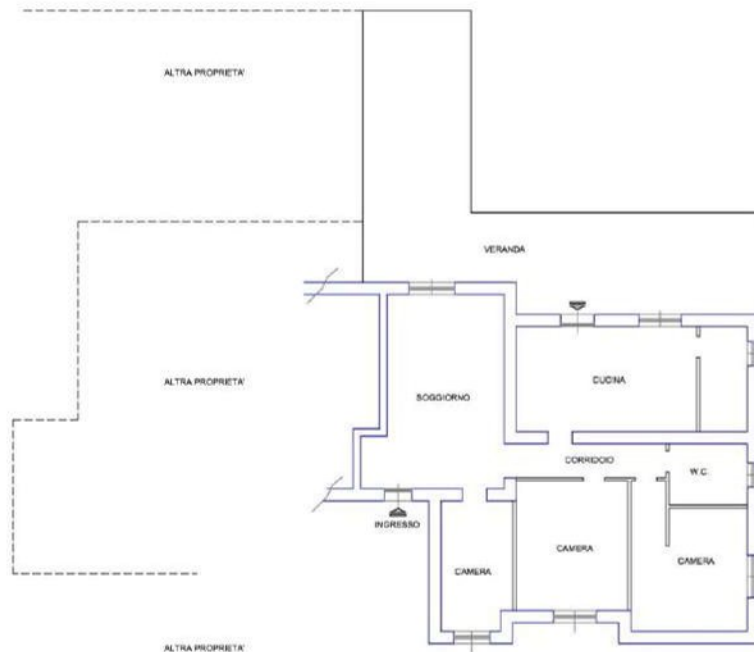 ALTRA PROPRIETA'
VERANDA
ALTRA PROPRIETA'
CUCINA
SOGGIORNO
CORRIDOIO
W.C.
INGRESSO
CAMERA
CAMERA
CAMERA
ALTRA PROPRIETA'